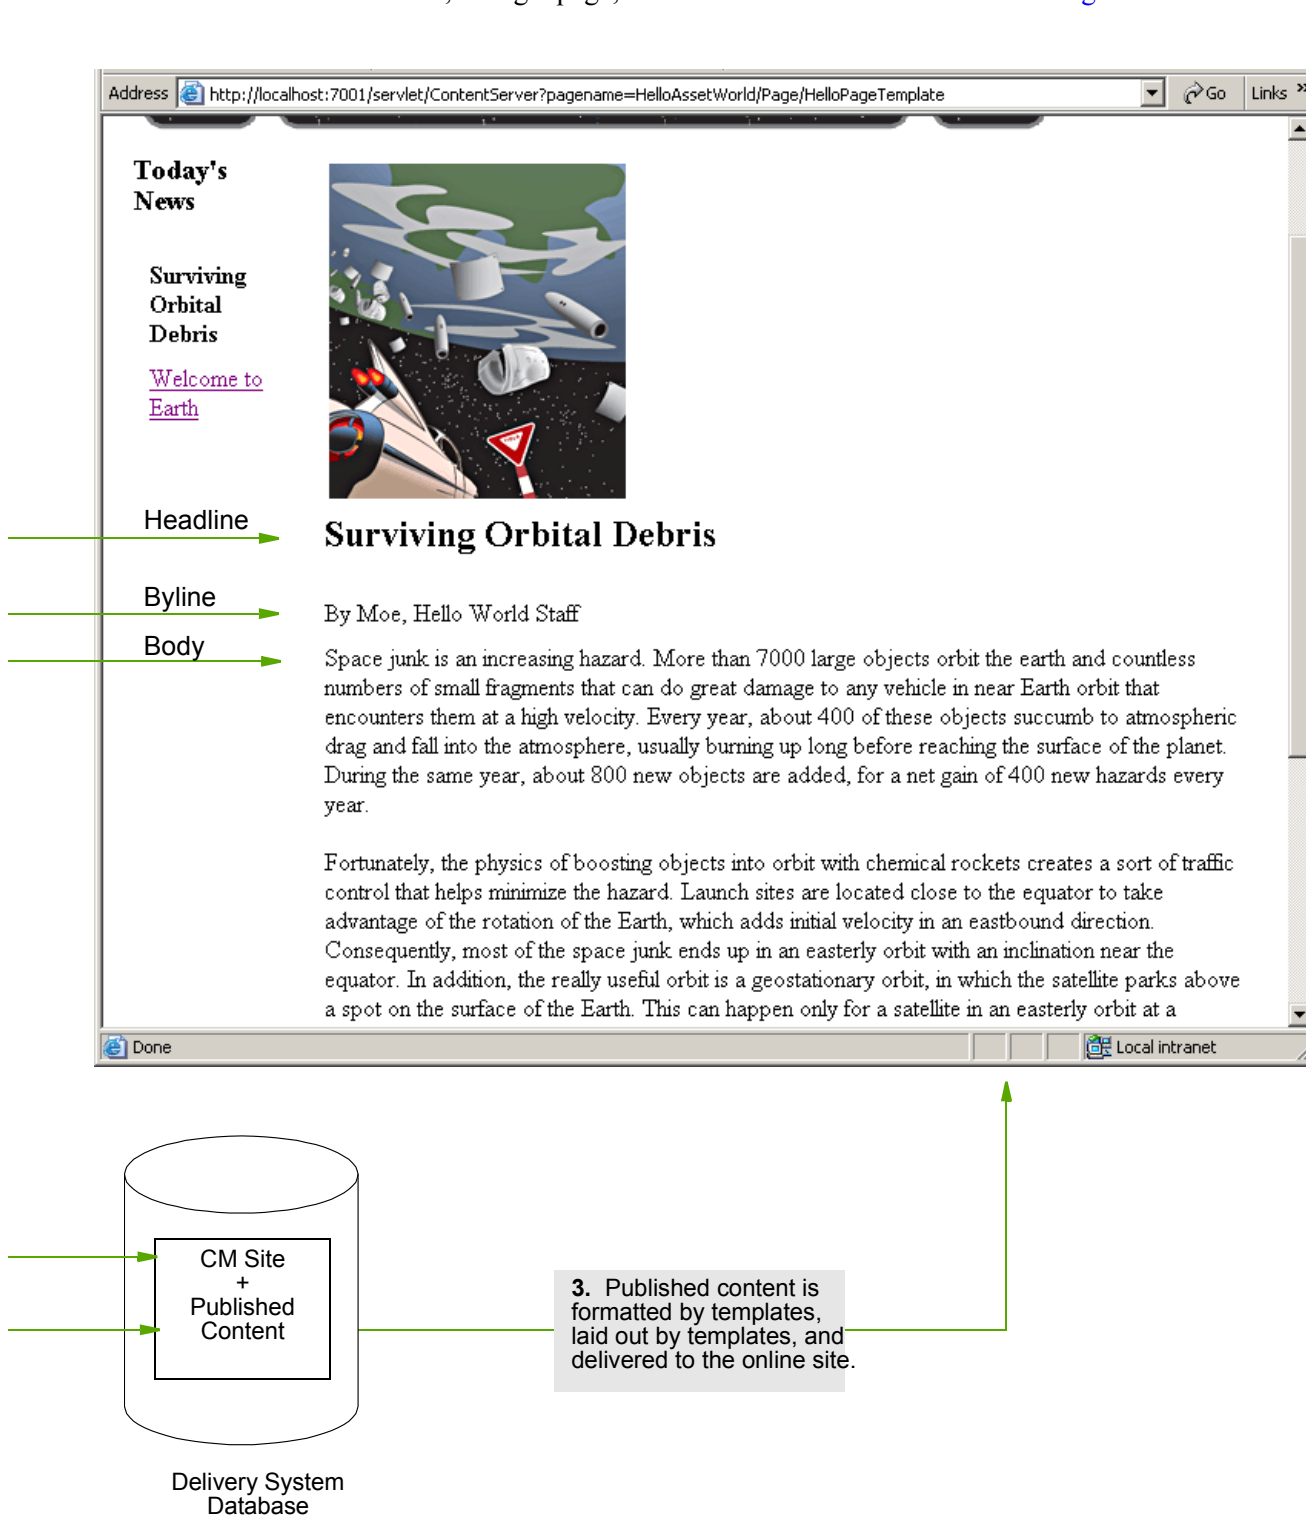 Address http://localhost:7001/servlet/ContentServer?pagename=HelloAssetWorld/Page/HelloPageTemplate Go Links »
Today's
News
Surviving
Orbital
Debris
Welcome to
Earth
Headline
Surviving Orbital Debris
Byline
By Moe, Hello World Staff
Body
Space junk is an increasing hazard. More than 7000 large objects orbit the earth and countless
numbers of small fragments that can do great damage to any vehicle in near Earth orbit that
encounters them at a high velocity. Every year, about 400 of these objects succumb to atmospheric
drag and fall into the atmosphere, usually burning up long before reaching the surface of the planet.
During the same year, about 800 new objects are added, for a net gain of 400 new hazards every
year.
Fortunately, the physics of boosting objects into orbit with chemical rockets creates a sort of traffic
control that helps minimize the hazard. Launch sites are located close to the equator to take
advantage of the rotation of the Earth, which adds initial velocity in an eastbound direction.
Consequently, most of the space junk ends up in an easterly orbit with an inclination near the
equator. In addition, the really useful orbit is a geostationary orbit, in which the satellite parks above
a spot on the surface of the Earth. This can happen only for a satellite in an easterly orbit at a
Done Local intranet
CM Site
+
Published
Content
3. Published content is
formatted by templates,
laid out by templates, and
delivered to the online site.
Delivery System
Database